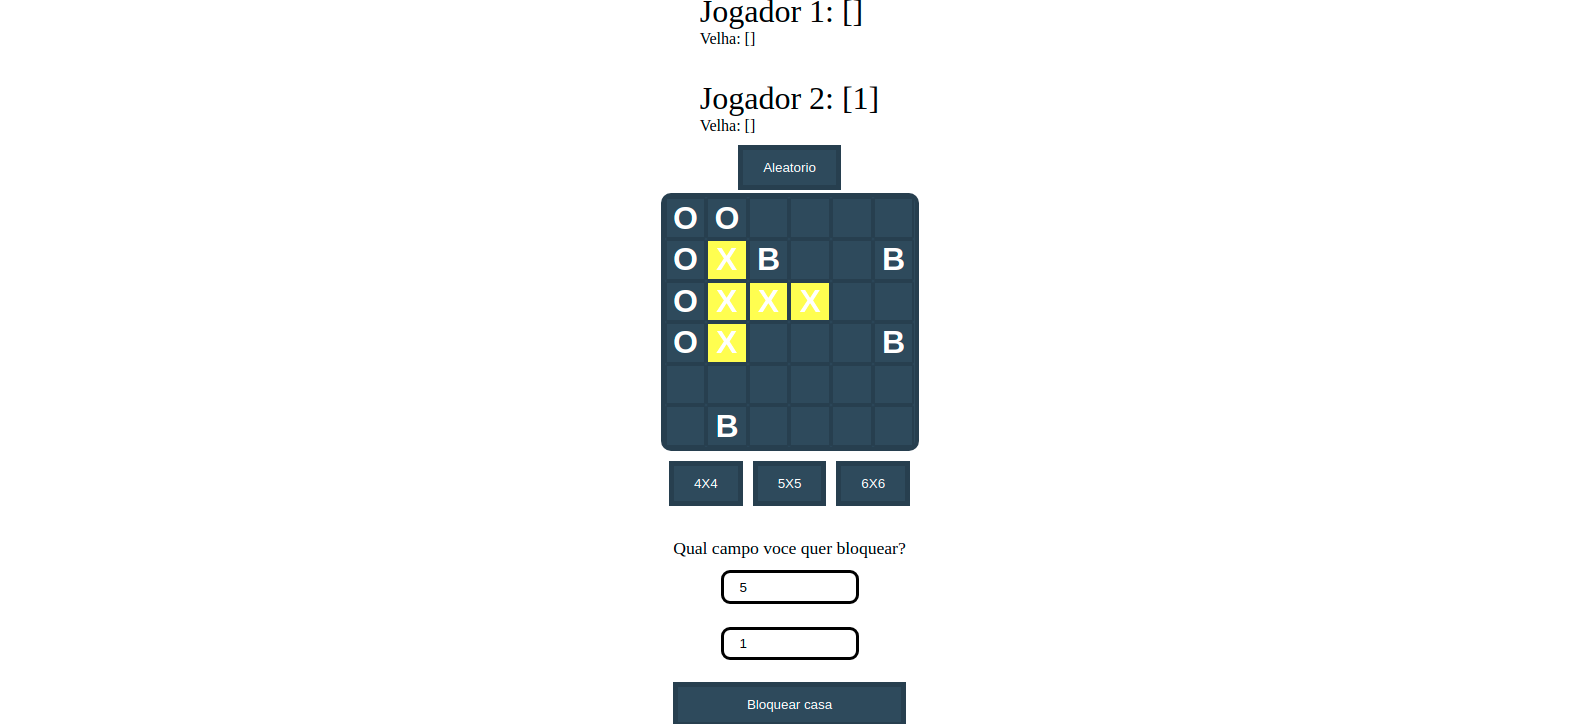 Jogador 1: []
Velha: []
Jogador 2: [1]
Velha: []
Aleatorio
O O
O X B B
O X X X
O X B
B
4X4 5X5 6X6
Qual campo voce quer bloquear?
5
1
Bloquear casa